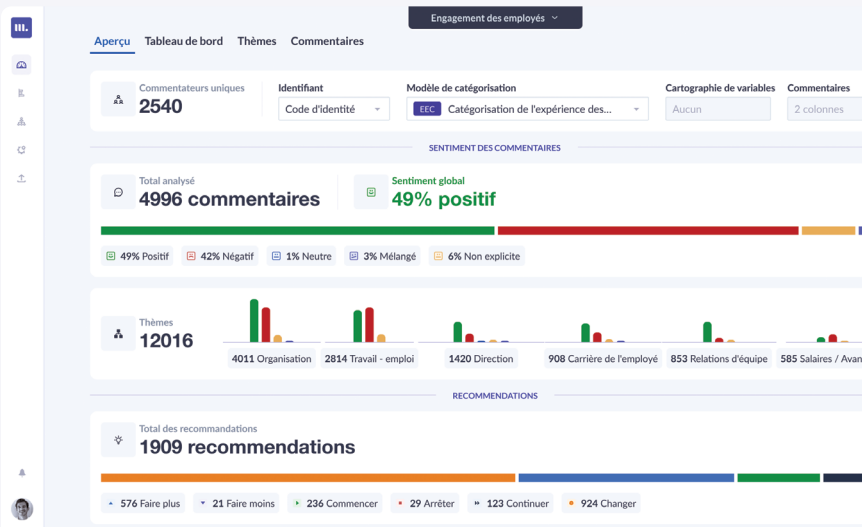 m.
Engagement des employés
Aperçu Tableau de bord Thèmes Commentaires
Commentateurs uniques
2540
Identifiant
Code d'identité
Modèle de catégorisation
EEC Catégorisation de l'expérience des...
Cartographie de variables
Aucun
Commentaires
2 colonnes
SENTIMENT DES COMMENTAIRES
Total analysé
4996 commentaires
Sentiment global
49% positif
49% Positif 42% Négatif 1% Neutre 3% Mélangé 6% Non explicite
Thèmes
12016
4011 Organisation 2814 Travail - emploi 1420 Direction 908 Carrière de l'employé 853 Relations d'équipe 585 Salaires / Avan
RECOMMENDATIONS
Total des recommandations
1909 recommendations
576 Faire plus 21 Faire moins 236 Commencer 29 Arrêter 123 Continuer 924 Changer